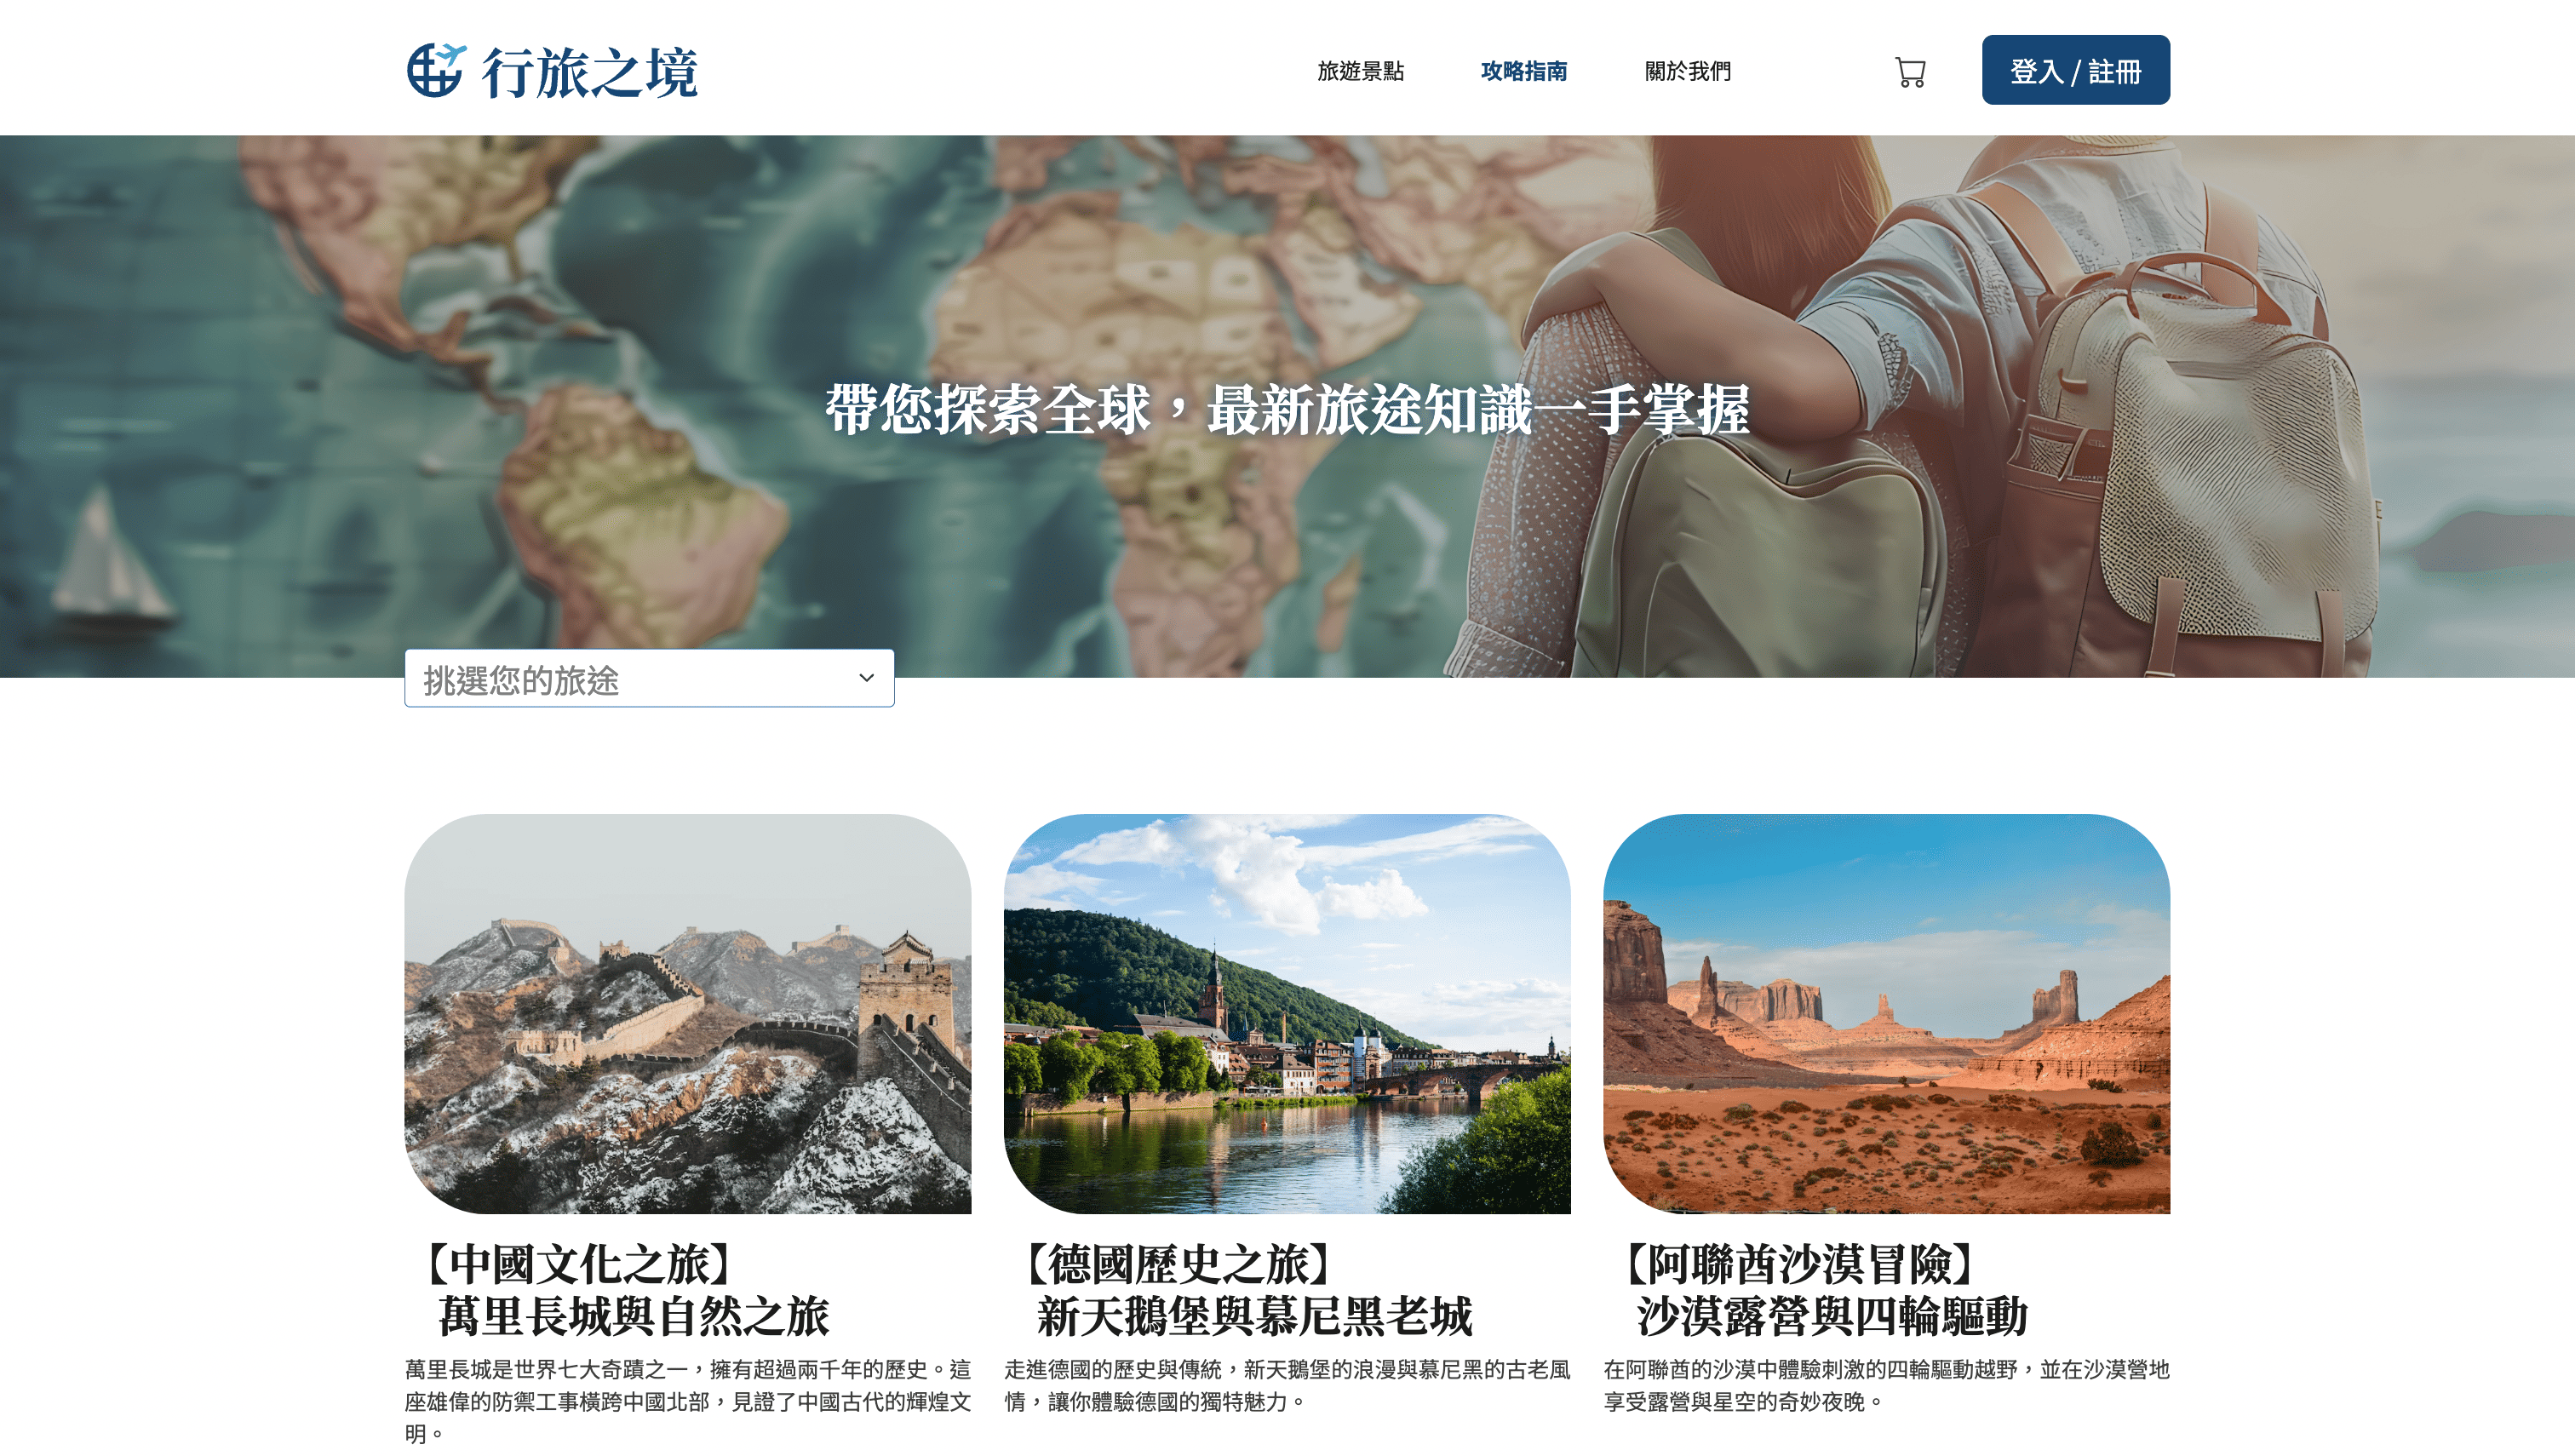 行旅之境
旅遊景點
攻略指南
關於我們
登入 / 註冊
帶您探索全球，最新旅途知識一手掌握
挑選您的旅途
【中國文化之旅】
萬里長城與自然之旅
萬里長城是世界七大奇蹟之一，擁有超過兩千年的歷史。這
座雄偉的防禦工事橫跨中國北部，見證了中國古代的輝煌文
明。
【德國歷史之旅】
新天鵝堡與慕尼黑老城
走進德國的歷史與傳統，新天鵝堡的浪漫與慕尼黑的古老風
情，讓你體驗德國的獨特魅力。
【阿聯酋沙漠冒險】
沙漠露營與四輪驅動
在阿聯酋的沙漠中體驗刺激的四輪驅動越野，並在沙漠營地
享受露營與星空的奇妙夜晚。